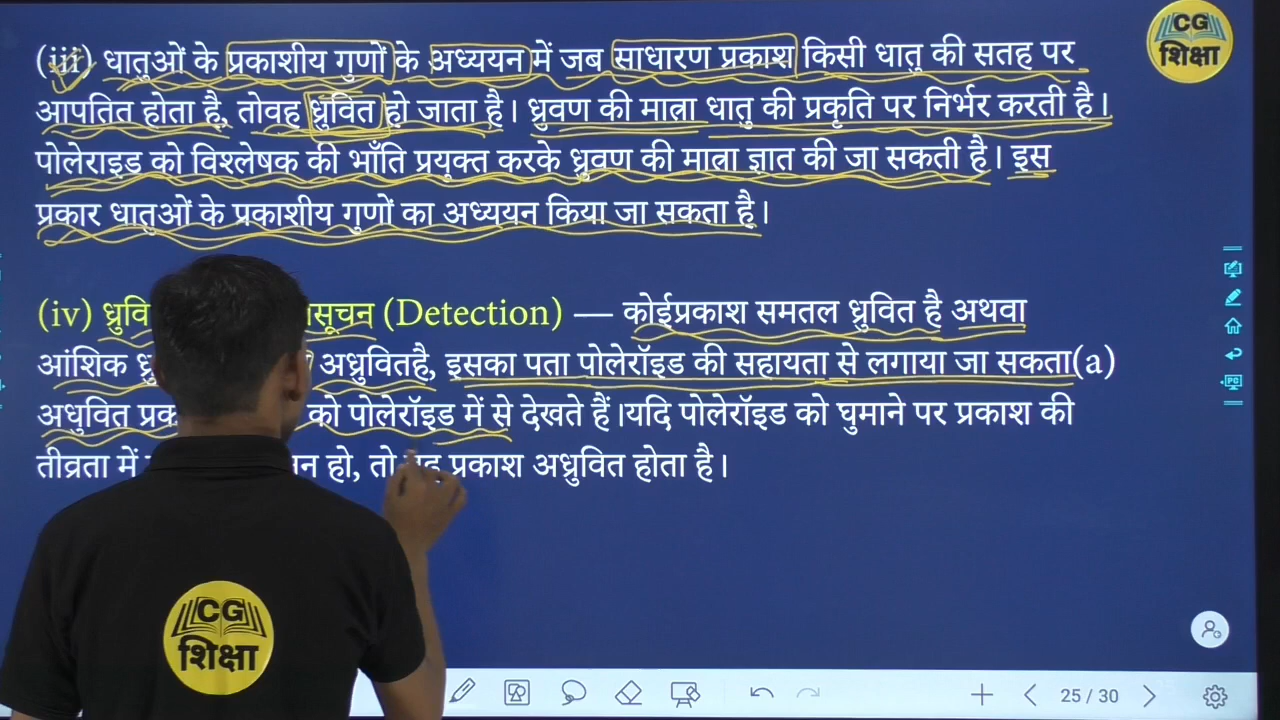 (iii) धातुओं के प्रकाशीय गुणों के अध्ययन में जब साधारण प्रकाश किसी धातु की सतह पर
आपतित होता है, तोवह ध्रुवित हो जाता है। ध्रुवण की मात्रा धातु की प्रकृति पर निर्भर करती है।
पोलेराइड को विश्लेषक की भाँति प्रयुक्त करके ध्रुवण की मात्रा ज्ञात की जा सकती है। इस
प्रकार धातुओं के प्रकाशीय गुणों का अध्ययन किया जा सकता है।
(iv) (Detection) — कोईप्रकाश समतल ध्रुवित है अथवा
आंशिक अध्रुवितहै, इसका पता पोलेरॉइड की सहायता से लगाया जा सकता(a)
अधुवित को पोलेरॉइड में से देखते हैं।यदि पोलेरॉइड को घुमाने पर प्रकाश की
तीव्रता में हो, तो प्रकाश अध्रुवित होता है।
CG
शिक्षा
CG
शिक्षा
PC
25 / 30